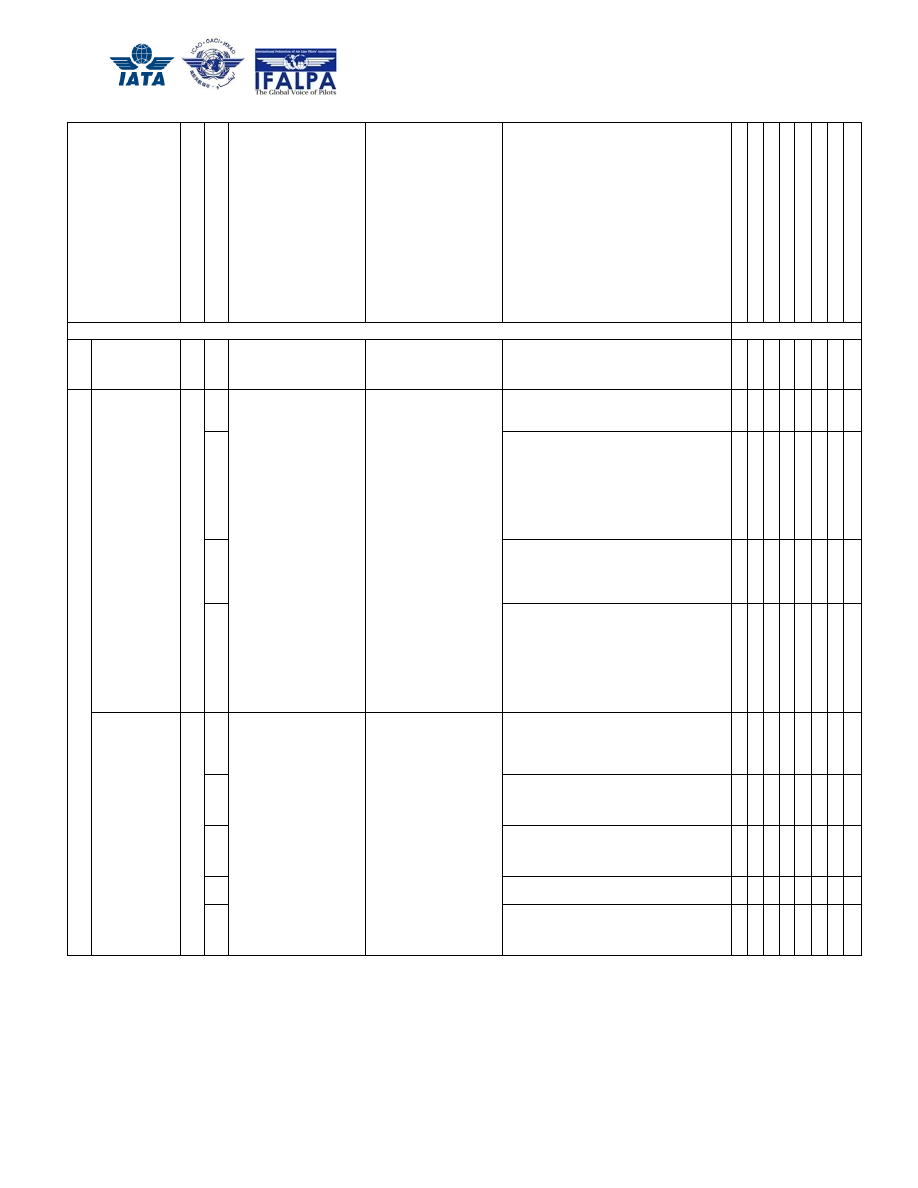 IATA
ICAO · OACI · ИКАО
International Federation of Air Line Pilots' Associations
IFALPA
The Global Voice of Pilots